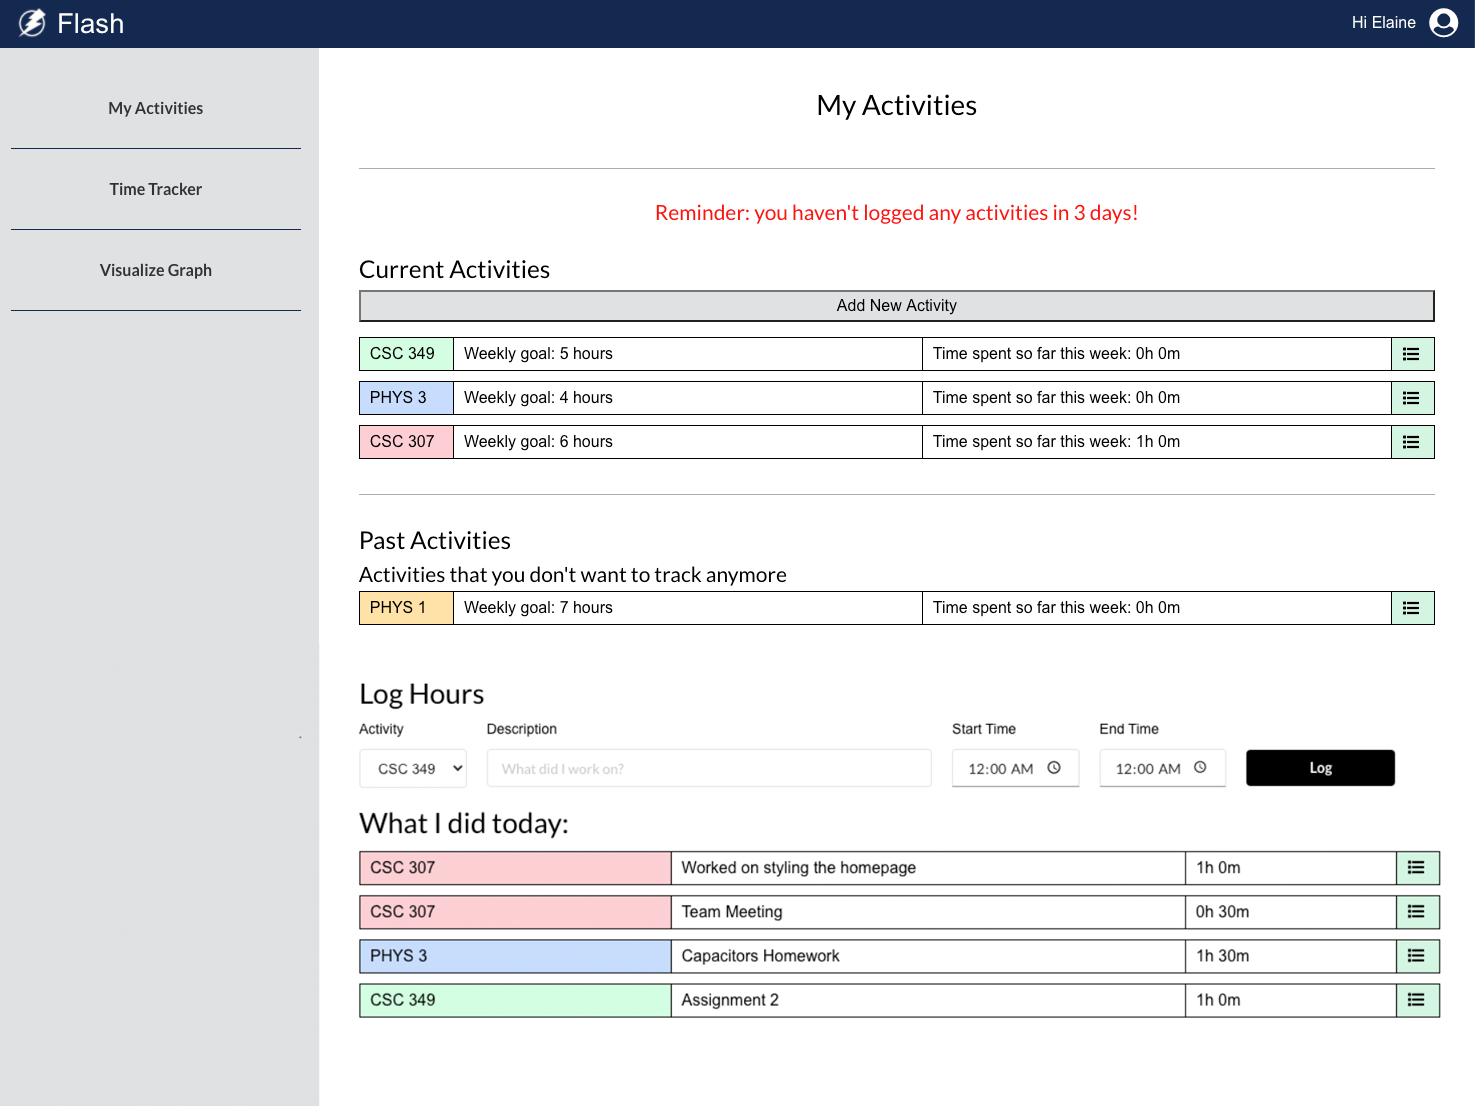 Flash
Hi Elaine
My Activities
Time Tracker
Visualize Graph
My Activities
Reminder: you haven't logged any activities in 3 days!
Current Activities
Add New Activity
CSC 349 Weekly goal: 5 hours Time spent so far this week: 0h 0m
PHYS 3 Weekly goal: 4 hours Time spent so far this week: 0h 0m
CSC 307 Weekly goal: 6 hours Time spent so far this week: 1h 0m
Past Activities
Activities that you don't want to track anymore
PHYS 1 Weekly goal: 7 hours Time spent so far this week: 0h 0m
Log Hours
Activity Description Start Time End Time
CSC 349 What did I work on? 12:00 AM 12:00 AM Log
What I did today:
CSC 307 Worked on styling the homepage 1h 0m
CSC 307 Team Meeting 0h 30m
PHYS 3 Capacitors Homework 1h 30m
CSC 349 Assignment 2 1h 0m